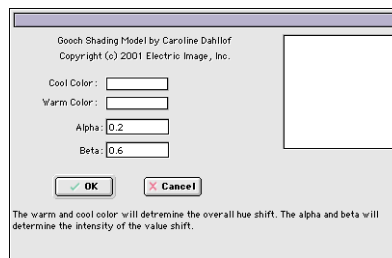 Gooch Shading Model by Caroline Dahllof
Copyright (c) 2001 Electric Image, Inc.
Cool Color:
Warm Color:
Alpha: 0.2
Beta: 0.6
OK
Cancel
The warm and cool color will detremine the overall hue shift. The alpha and beta will
determine the intensity of the value shift.